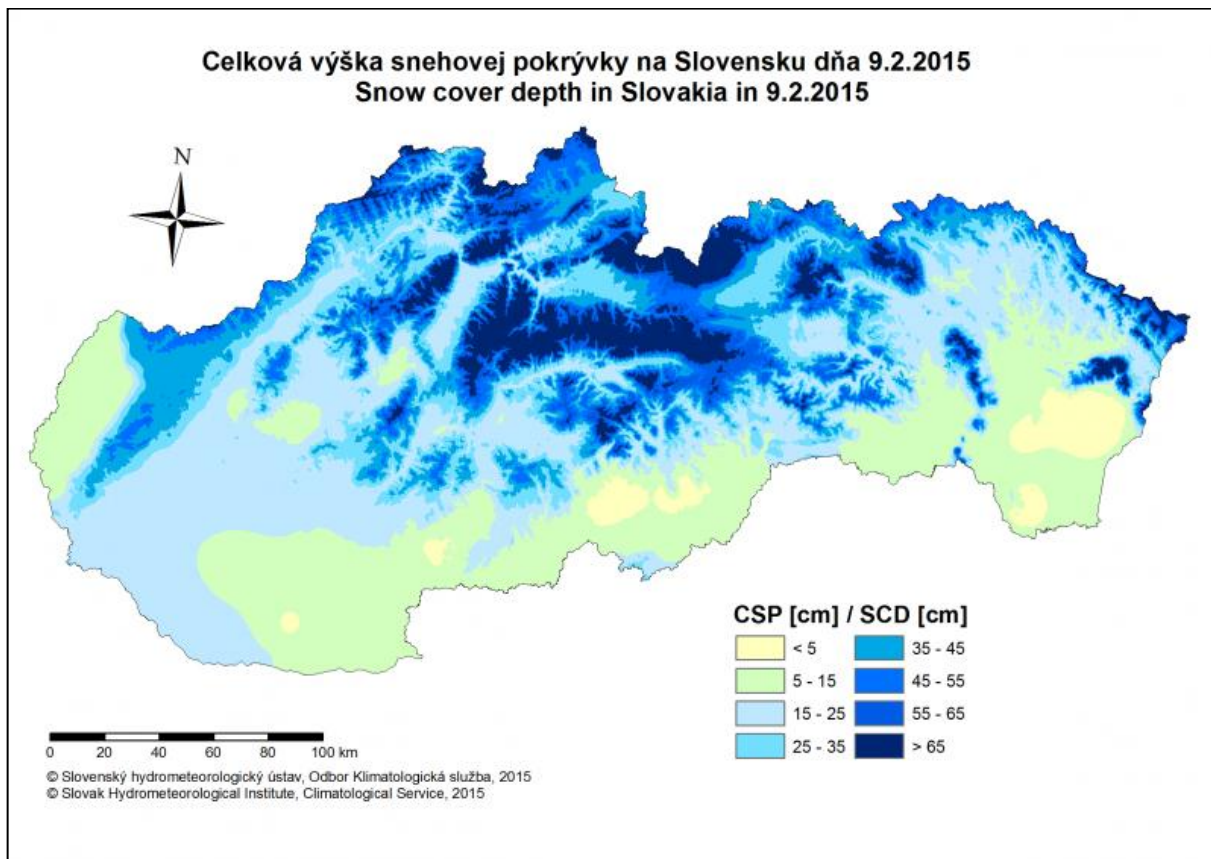 Celková výška snehovej pokrývky na Slovensku dňa 9.2.2015
Snow cover depth in Slovakia in 9.2.2015
N
CSP [cm] / SCD [cm]
< 5
5 - 15
15 - 25
25 - 35
35 - 45
45 - 55
55 - 65
> 65
0 20 40 60 80 100 km
© Slovenský hydrometeorologický ústav, Odbor Klimatologická služba, 2015
© Slovak Hydrometeorological Institute, Climatological Service, 2015